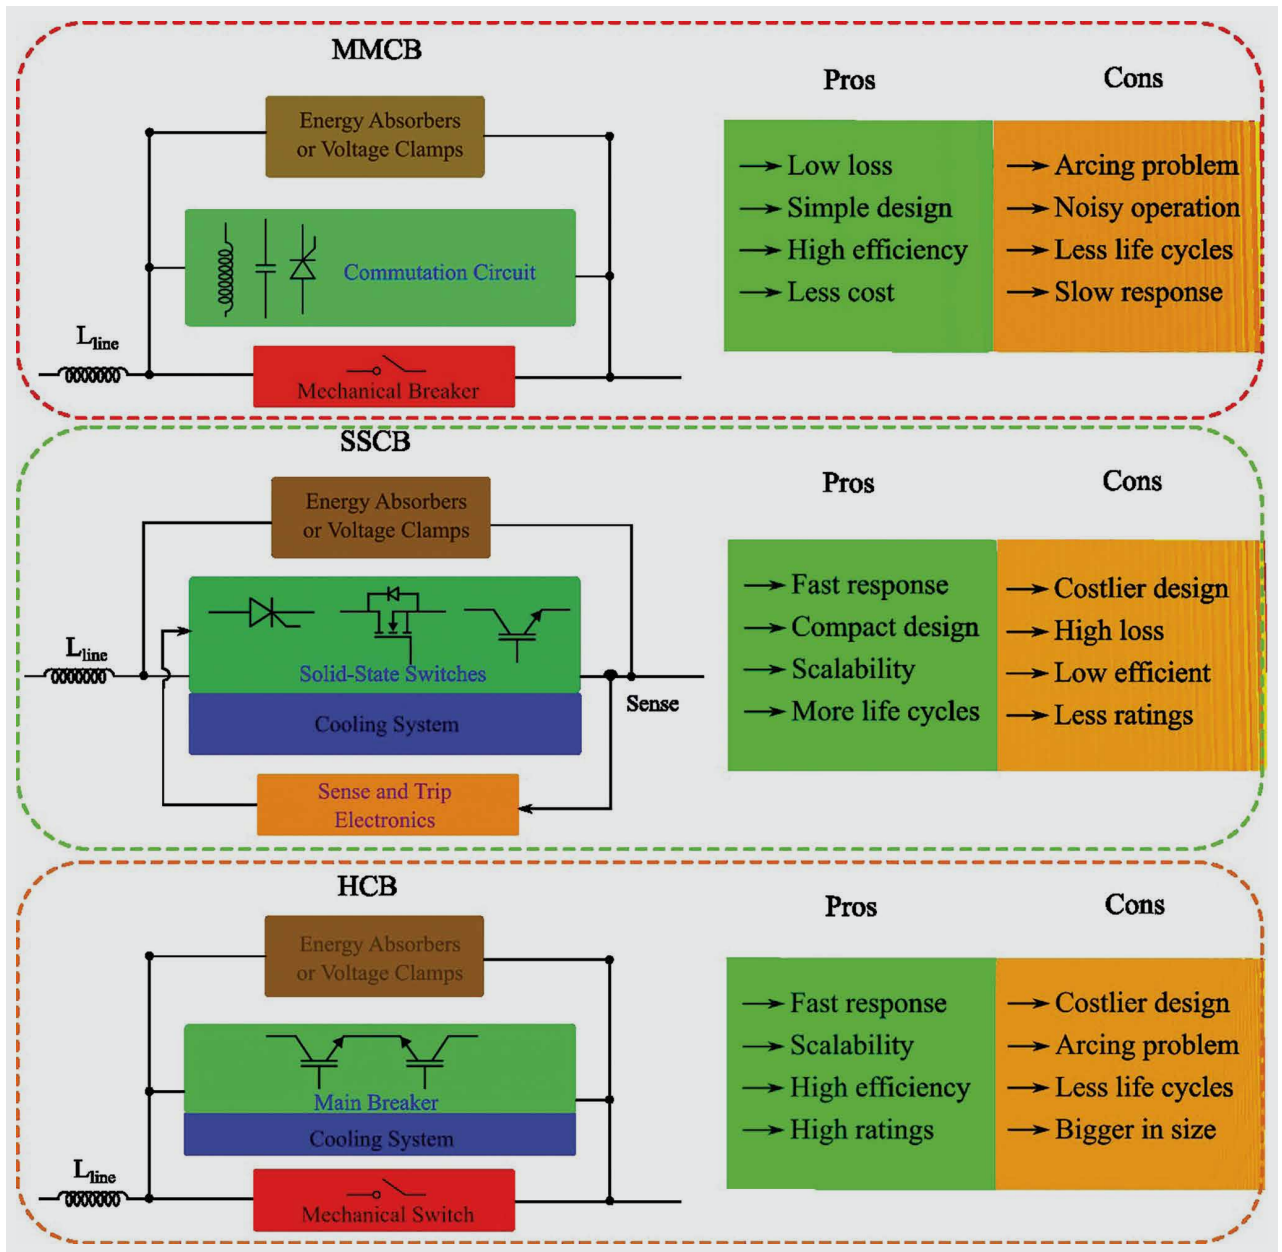 MMCB
Pros
Cons
Energy Absorbers
or Voltage Clamps
Commutation Circuit
Lline
Mechanical Breaker
Low loss
Simple design
High efficiency
Less cost
Arcing problem
Noisy operation
Less life cycles
Slow response
SSCB
Pros
Cons
Energy Absorbers
or Voltage Clamps
Lline
Solid-State Switches
Cooling System
Sense
Sense and Trip
Electronics
Fast response
Compact design
Scalability
More life cycles
Costlier design
High loss
Low efficient
Less ratings
HCB
Pros
Cons
Energy Absorbers
or Voltage Clamps
Main Breaker
Cooling System
Lline
Mechanical Switch
Fast response
Scalability
High efficiency
High ratings
Costlier design
Arcing problem
Less life cycles
Bigger in size